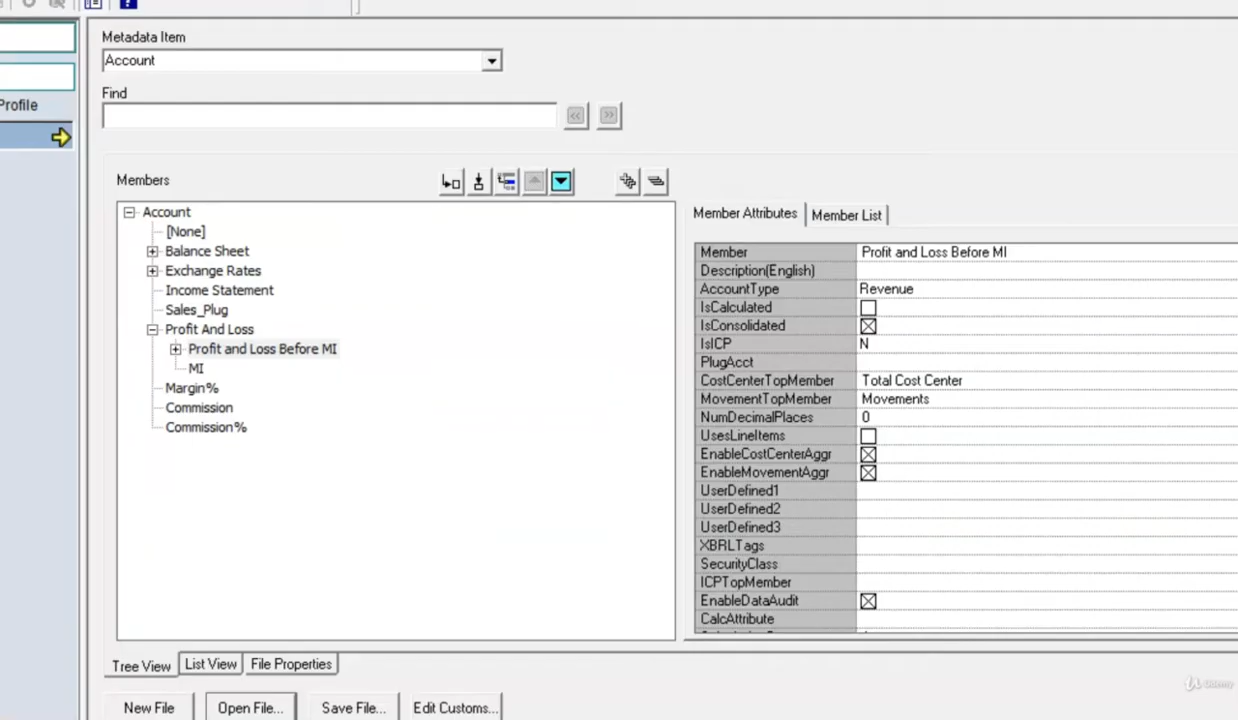 Metadata Item
Account
Find
Profile
Members
Account
[None]
Balance Sheet
Exchange Rates
Income Statement
Sales_Plug
Profit And Loss
Profit and Loss Before MI
MI
Margin%
Commission
Commission%
Member Attributes
Member List
Member Profit and Loss Before MI
Description(English)
AccountType Revenue
IsCalculated
IsConsolidated
IsICP N
PlugAcct
CostCenterTopMember Total Cost Center
MovementTopMember Movements
NumDecimalPlaces 0
UsesLineItems
EnableCostCenterAggr
EnableMovementAggr
UserDefined1
UserDefined2
UserDefined3
XBRLTags
SecurityClass
ICPTopMember
EnableDataAudit
CalcAttribute
Tree View List View File Properties
New File Open File... Save File... Edit Customs...
Udemy